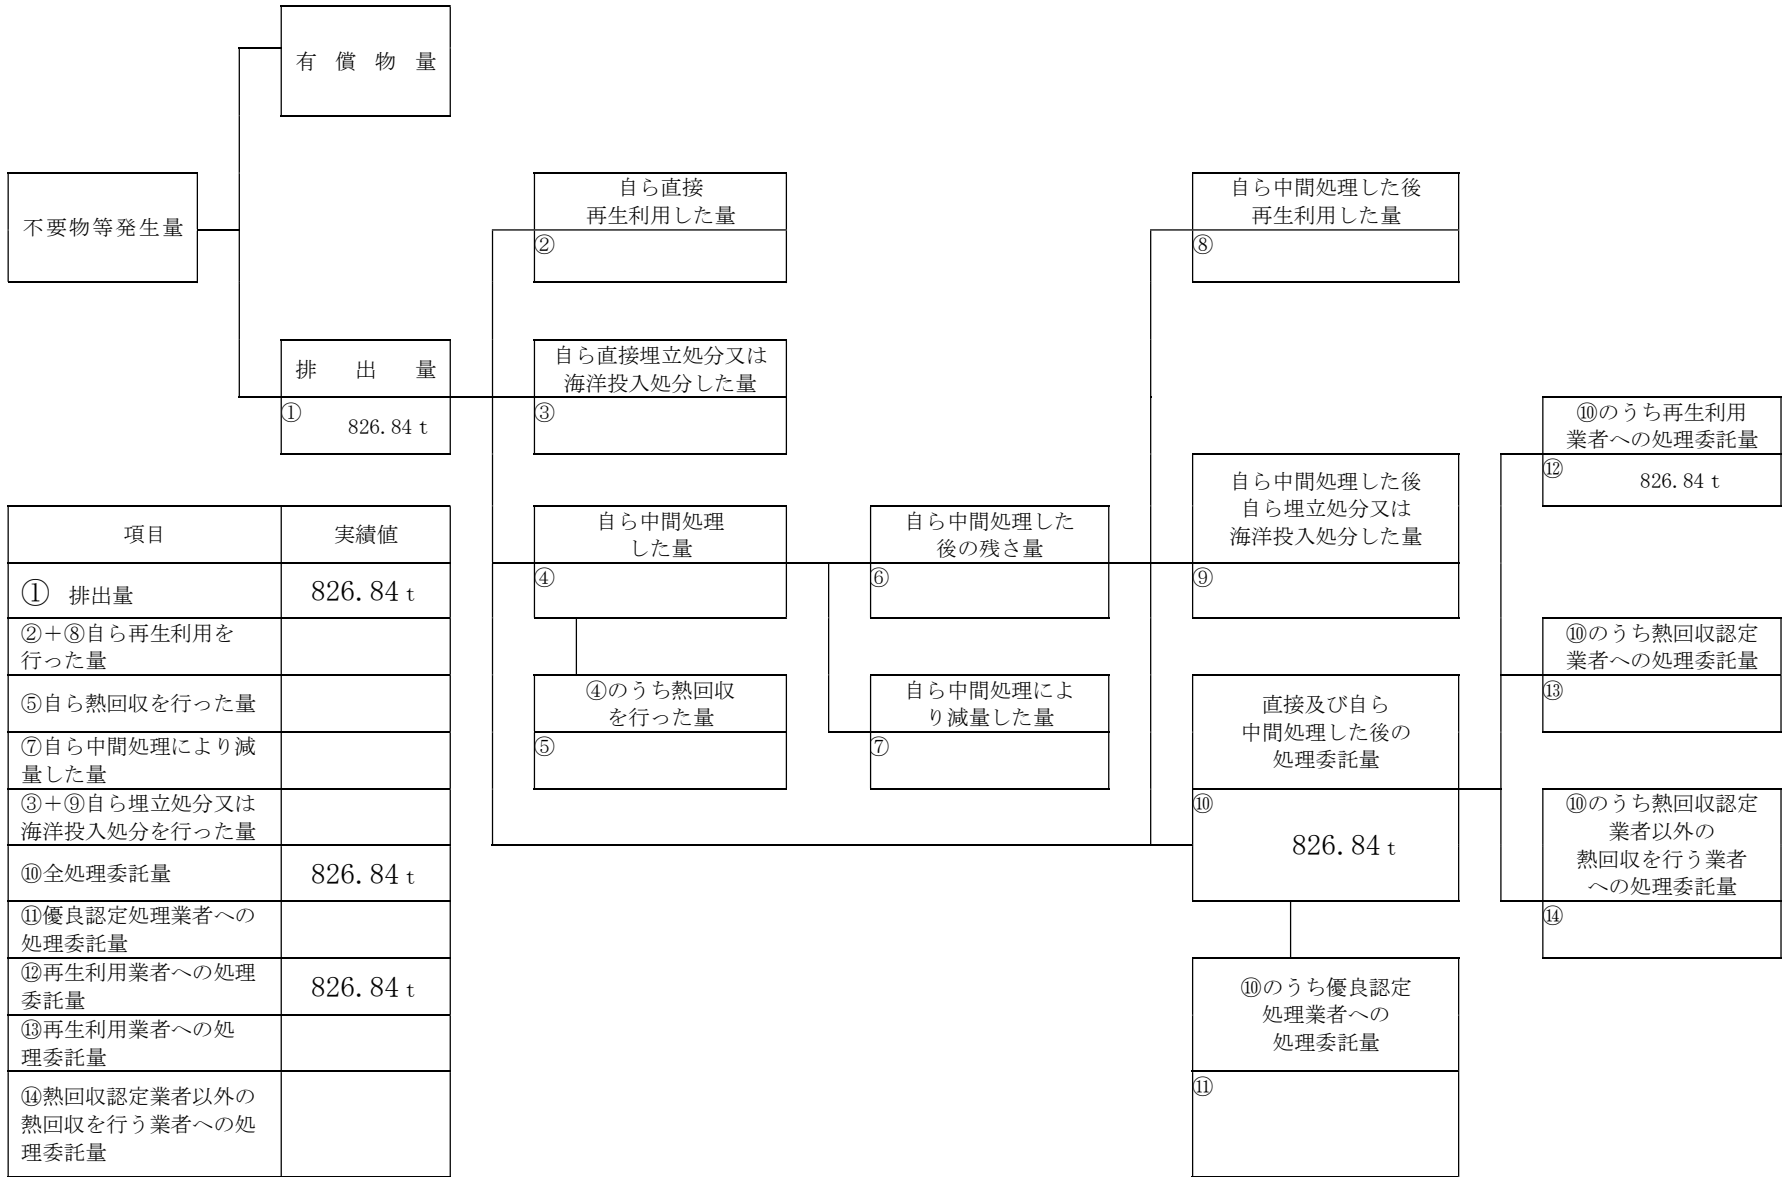 有償物量
不要物等発生量
排出量
①
826.84 t
自ら直接
再生利用した量
②
自ら直接埋立処分又は
海洋投入処分した量
③
自ら中間処理
した量
④
④のうち熱回収
を行った量
⑤
自ら中間処理した
後の残さ量
⑥
自ら中間処理によ
り減量した量
⑦
自ら中間処理した後
再生利用した量
⑧
自ら中間処理した後
自ら埋立処分又は
海洋投入処分した量
⑨
直接及び自ら
中間処理した後の
処理委託量
⑩
826.84 t
⑩のうち優良認定
処理業者への
処理委託量
⑪
⑩のうち再生利用
業者への処理委託量
⑫
826.84 t
⑩のうち熱回収認定
業者への処理委託量
⑬
⑩のうち熱回収認定
業者以外の
熱回収を行う業者
への処理委託量
⑭
項目 実績値
① 排出量 826.84 t
②+⑧自ら再生利用を
行った量
⑤自ら熱回収を行った量
⑦自ら中間処理により減
量した量
③+⑨自ら埋立処分又は
海洋投入処分を行った量
⑩全処理委託量 826.84 t
⑪優良認定処理業者への
処理委託量
⑫再生利用業者への処理
委託量
826.84 t
⑬再生利用業者への処
理委託量
⑭熱回収認定業者以外の
熱回収を行う業者への処
理委託量